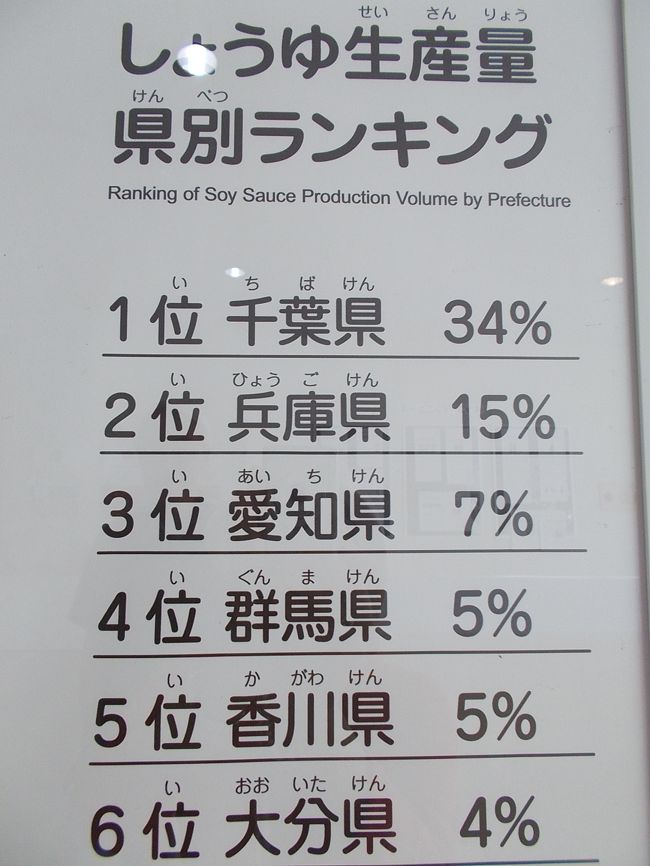 せいさんりょう
しょうゆ生産量
けんべつ
県別ランキング
Ranking of Soy Sauce Production Volume by Prefecture
い ち ば けん
1位 千葉県 34%
い ひょう ご けん
2位 兵庫県 15%
い あい ち けん
3位 愛知県 7%
い ぐん ま けん
4位 群馬県 5%
い か がわ けん
5位 香川県 5%
い おお いた けん
6位 大分県 4%